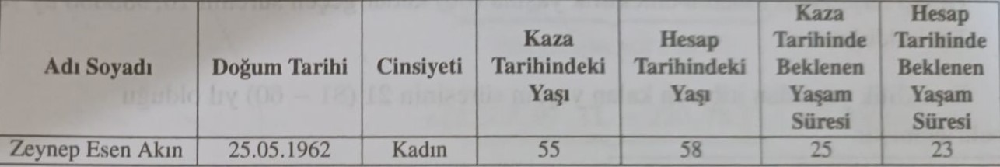 Adı Soyadı
Doğum Tarihi
Cinsiyeti
Kaza
Tarihindeki
Yaşı
Hesap
Tarihindeki
Yaşı
Kaza
Tarihinde
Beklenen
Yaşam
Süresi
Hesap
Tarihinde
Beklenen
Yaşam
Süresi
Zeynep Esen Akın 25.05.1962 Kadın 55 58 25 23